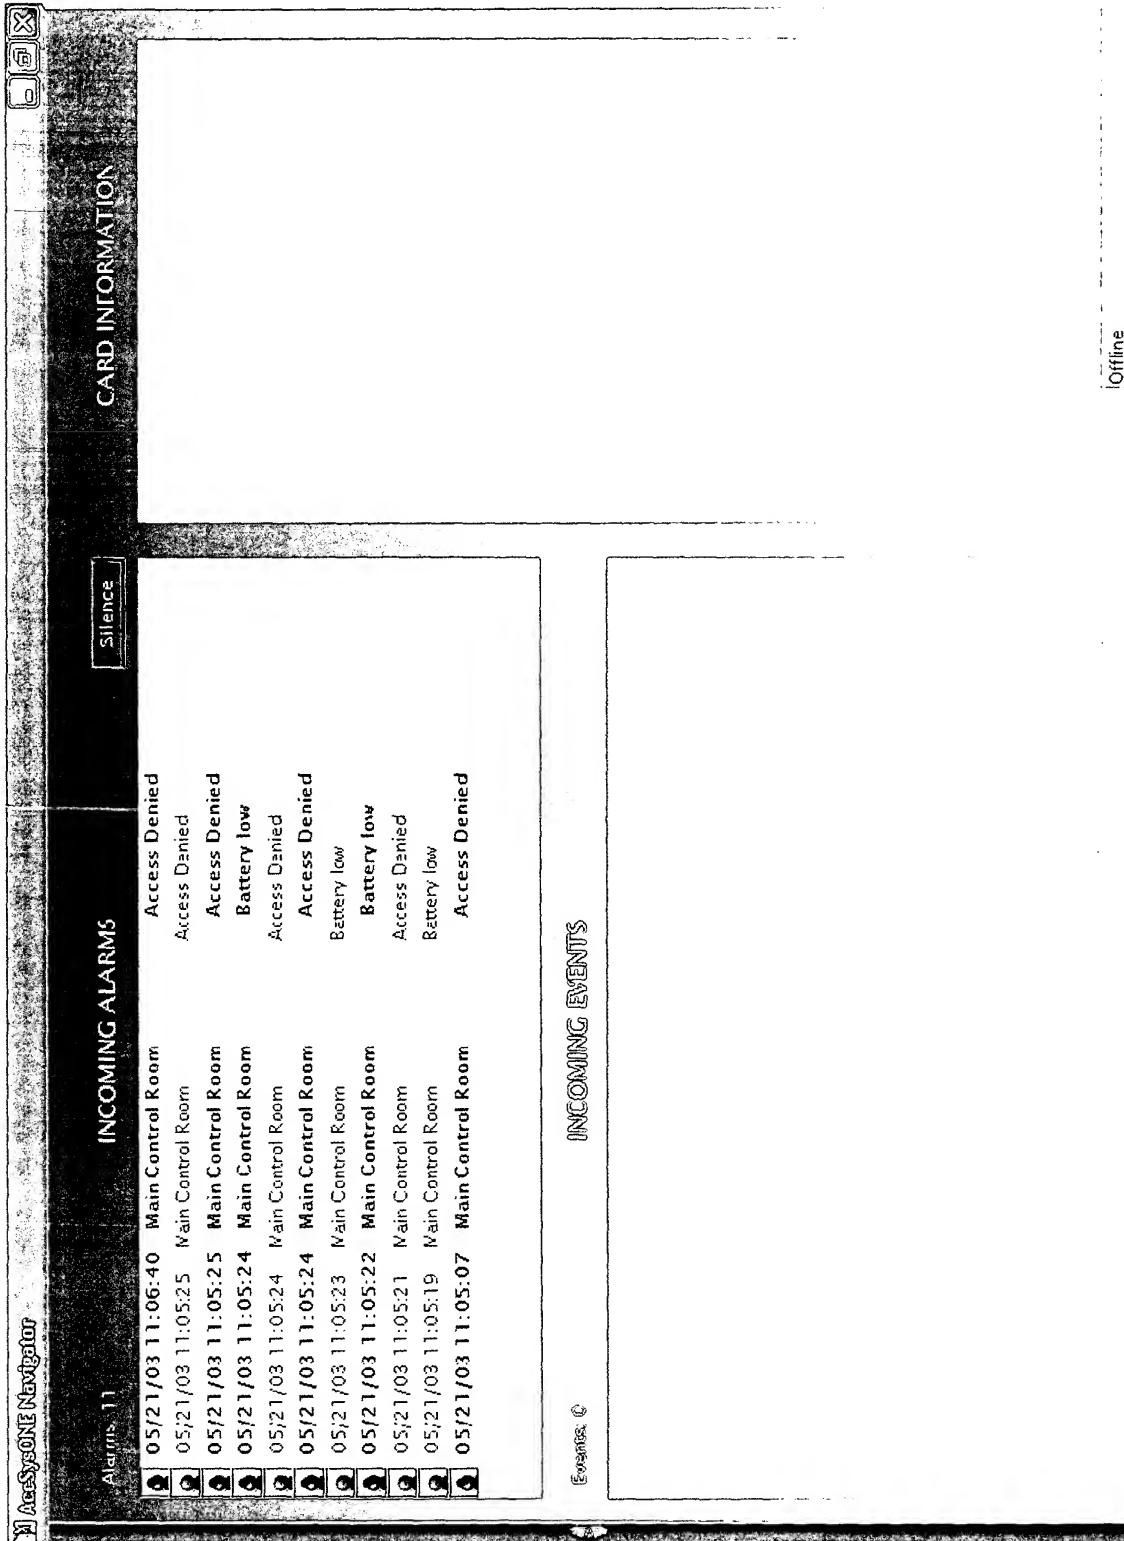 AceSysONE Navigator
Alarms: 11 INCOMING ALARMS Silence CARD INFORMATION
05/21/03 11:06:40 Main Control Room Access Denied
05/21/03 11:05:25 Main Control Room Access Denied
05/21/03 11:05:25 Main Control Room Access Denied
05/21/03 11:05:24 Main Control Room Battery low
05/21/03 11:05:24 Main Control Room Access Denied
05/21/03 11:05:24 Main Control Room Access Denied
05/21/03 11:05:23 Main Control Room Battery low
05/21/03 11:05:22 Main Control Room Battery low
05/21/03 11:05:21 Main Control Room Access Denied
05/21/03 11:05:19 Main Control Room Battery low
05/21/03 11:05:07 Main Control Room Access Denied
Events: 0 INCOMING EVENTS
Offline